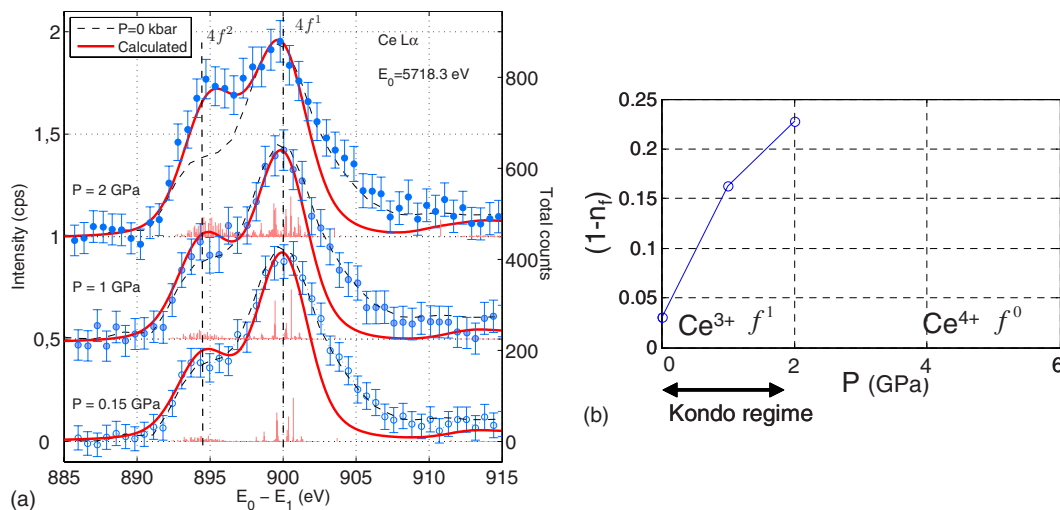 2
1,5
1
0.5
0
Intensity (cps)
P=0 kbar
Calculated
4f²
4f¹
Ce Lα
E₀=5718.3 eV
P = 2 GPa
P = 1 GPa
P = 0.15 GPa
800
600
400
200
0
Total counts
885 890 895 900 905 910 915
E₀ – E₁ (eV)
(a)
0.25
0.2
0.15
0.1
0.05
0
(1-n_f)
Ce³⁺ f¹
Ce⁴⁺ f⁰
0 2 4 6
P (GPa)
Kondo regime
(b)